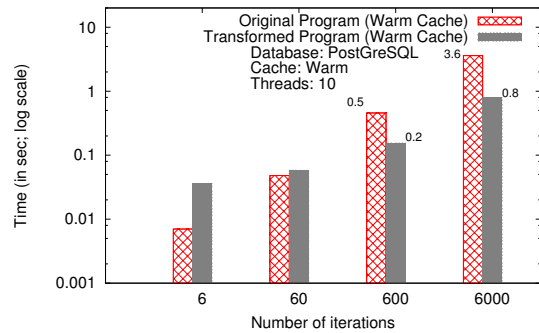 Original Program (Warm Cache)
Transformed Program (Warm Cache)
Database: PostGreSQL
Cache: Warm
Threads: 10
10
1
0.1
0.01
0.001
Time (in sec; log scale)
0.5
0.2
3.6
0.8
6
60
600
6000
Number of iterations